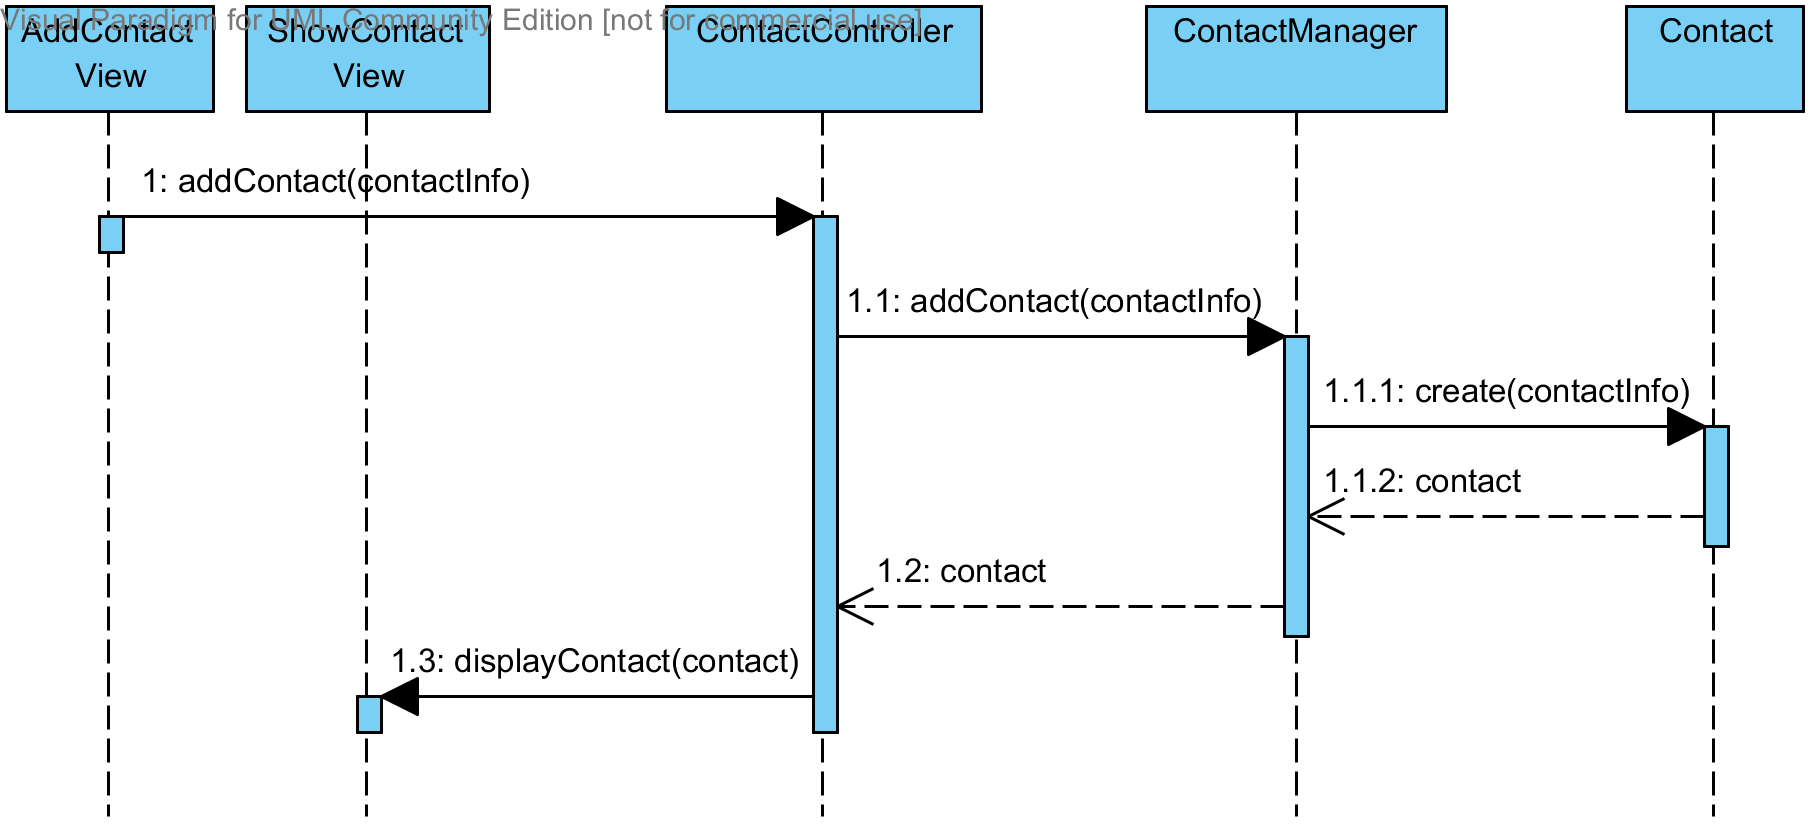 Visual Paradigm for UML Community Edition [not for commercial use]
AddContact
View
ShowContact
View
ContactController
ContactManager
Contact
1: addContact(contactInfo)
1.1: addContact(contactInfo)
1.1.1: create(contactInfo)
1.1.2: contact
1.2: contact
1.3: displayContact(contact)